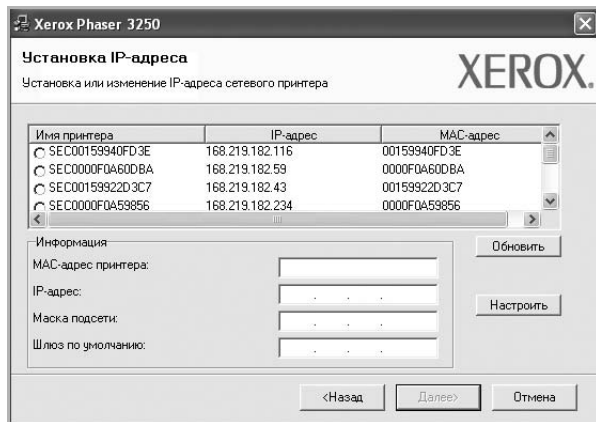 Xerox Phaser 3250
Установка IP-адреса
Установка или изменение IP-адреса сетевого принтера
XEROX.
Имя принтера IP-адрес MAC-адрес
SEC00159940FD3E 168.219.182.116 00159940FD3E
SEC0000F0A60DBA 168.219.182.59 0000F0A60DBA
SEC00159922D3C7 168.219.182.43 00159922D3C7
SEC0000F0A59856 168.219.182.234 0000F0A59856
Информация
Обновить
MAC-адрес принтера:
IP-адрес:
Настроить
Маска подсети:
Шлюз по умолчанию:
<Назад Далее> Отмена